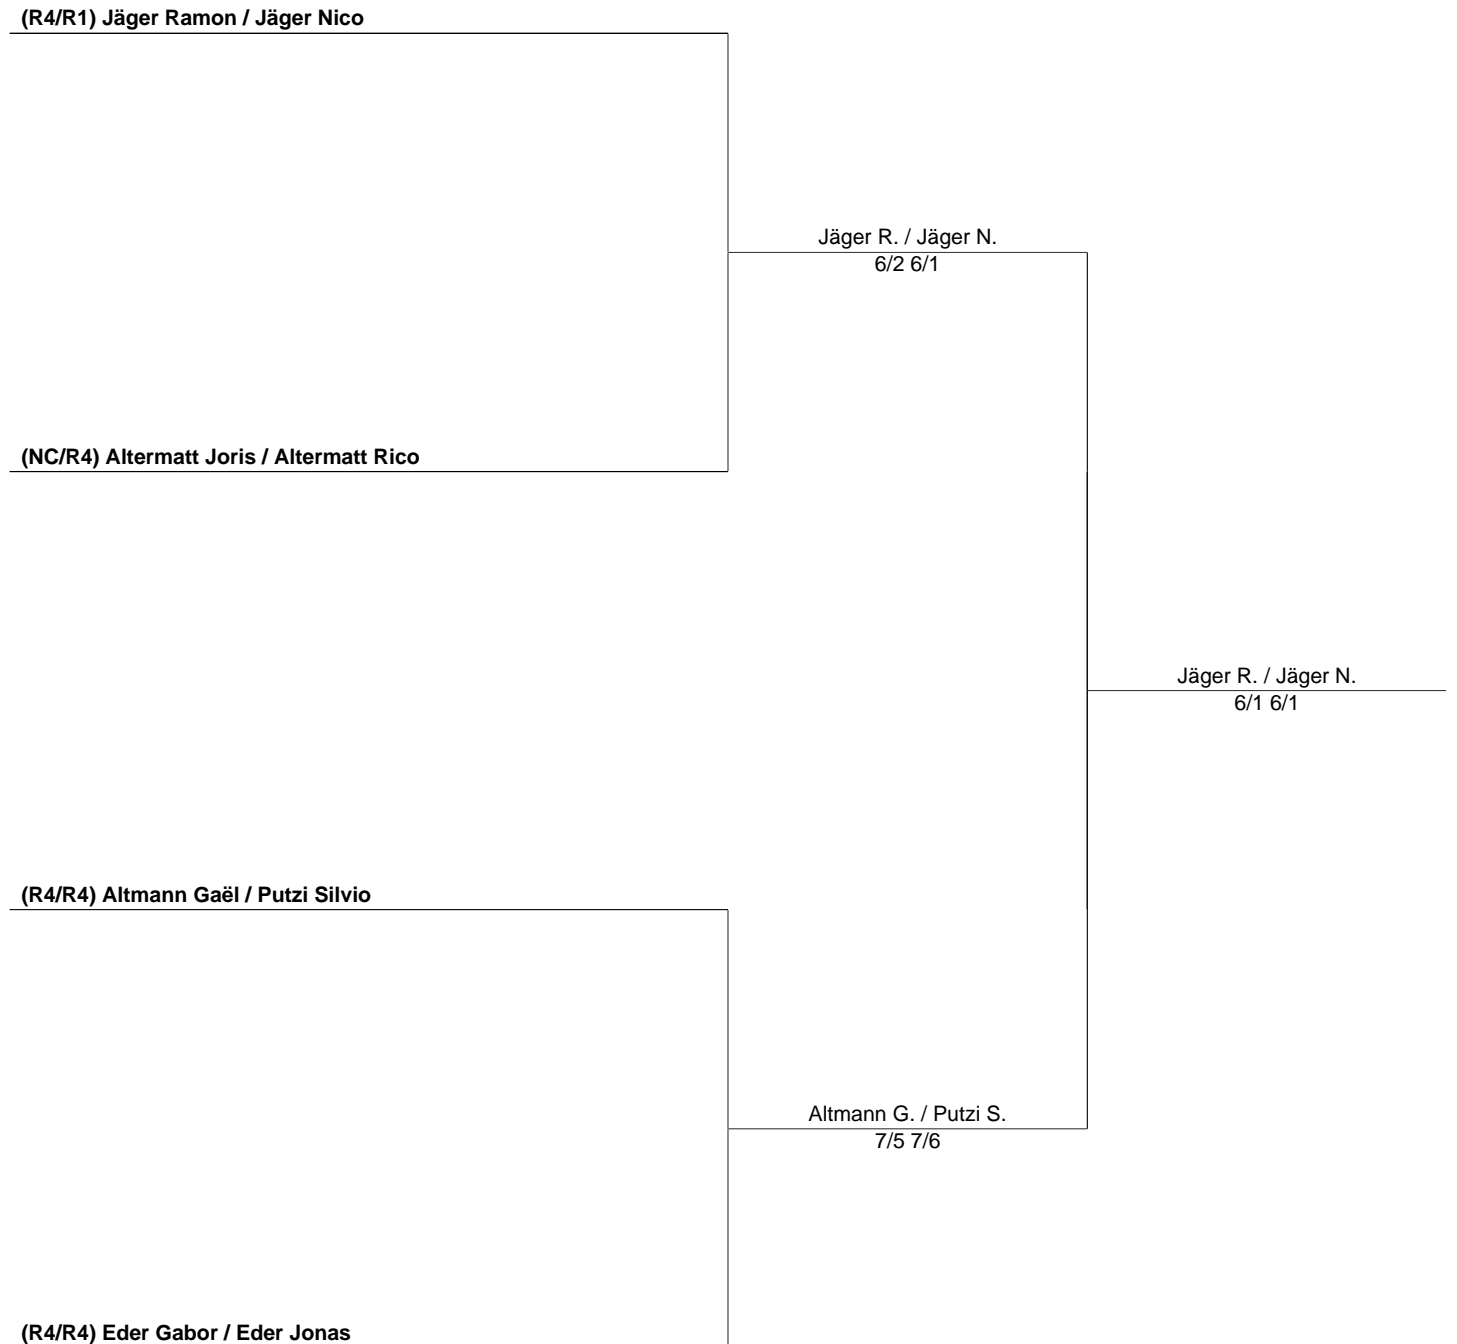 (R4/R1) Jäger Ramon / Jäger Nico
Jäger R. / Jäger N.
6/2 6/1
(NC/R4) Altermatt Joris / Altermatt Rico
Jäger R. / Jäger N.
6/1 6/1
(R4/R4) Altmann Gaël / Putzi Silvio
Altmann G. / Putzi S.
7/5 7/6
(R4/R4) Eder Gabor / Eder Jonas